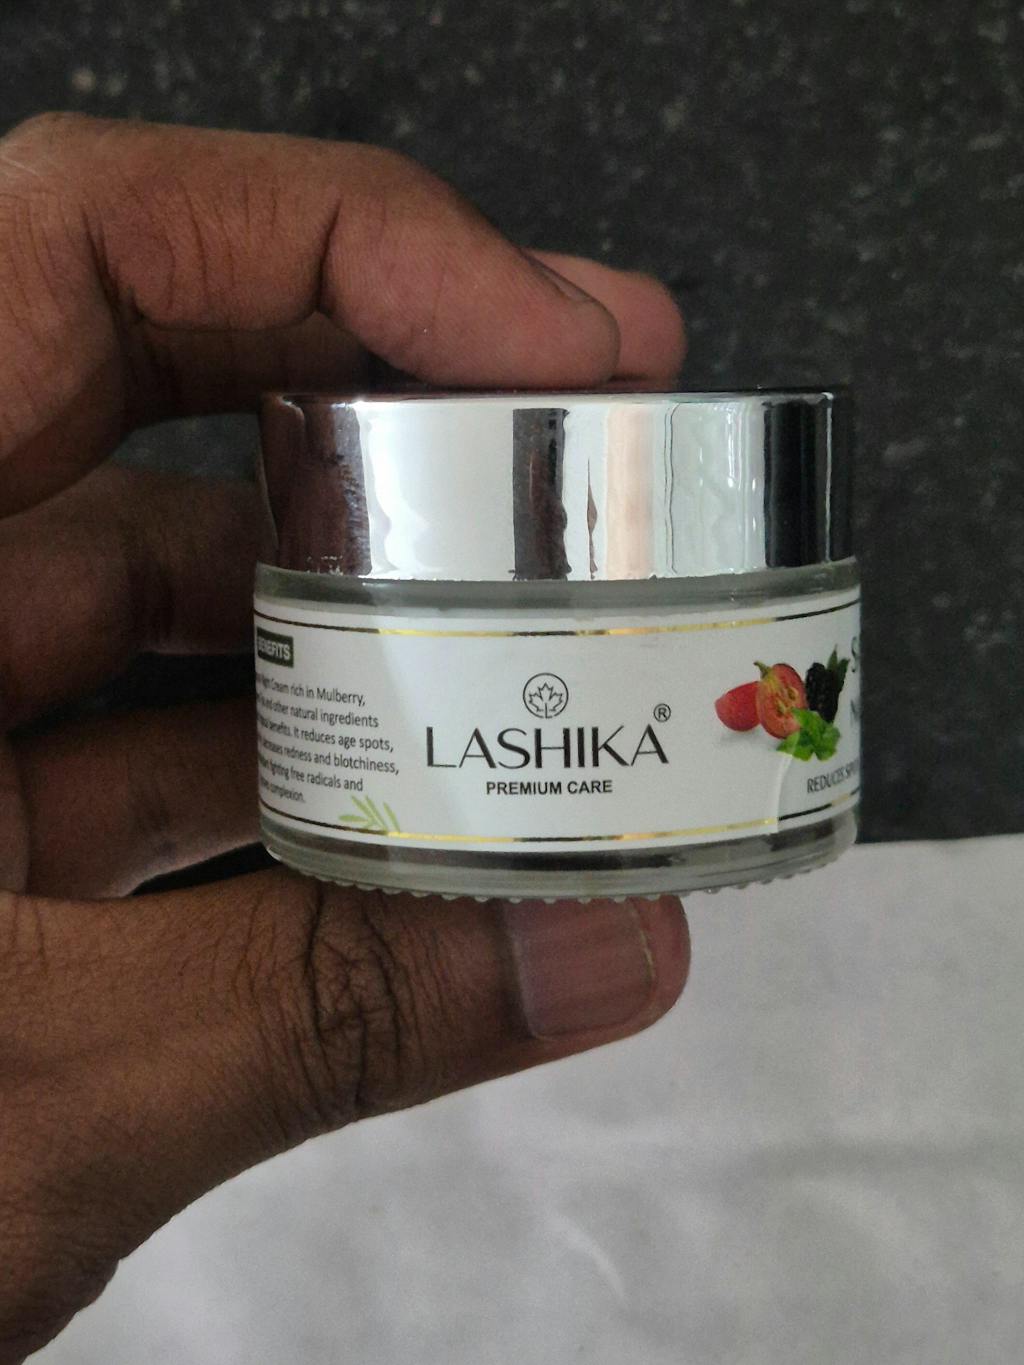 BENEFITS
Night Cream rich in Mulberry,
and other natural ingredients
benefits. It reduces age spots,
redness and blotchiness,
fighting free radicals and
complexion.
LASHIKA®
PREMIUM CARE
REDUCES